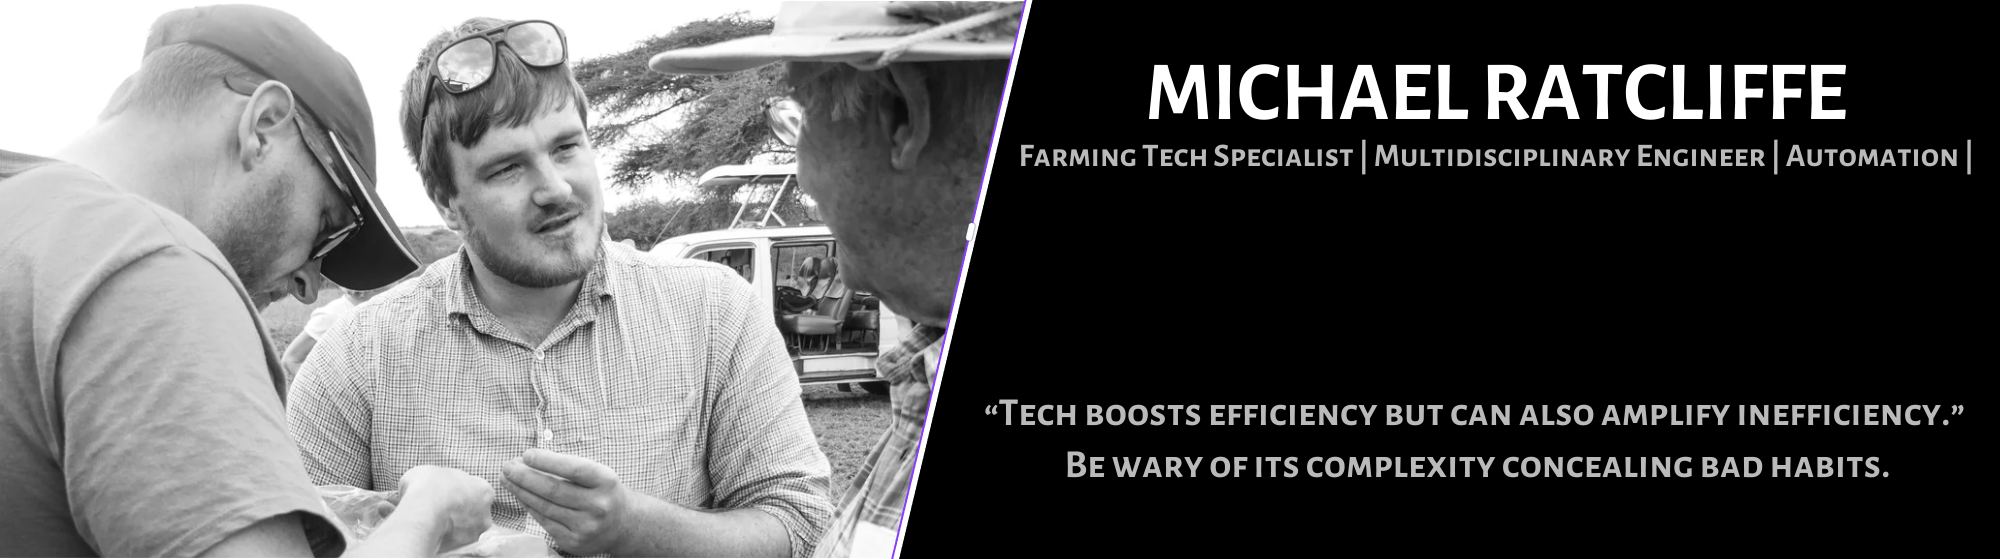 MICHAEL RATCLIFFE
Farming Tech Specialist | Multidisciplinary Engineer | Automation |
“Tech boosts efficiency but can also amplify inefficiency.”
Be wary of its complexity concealing bad habits.